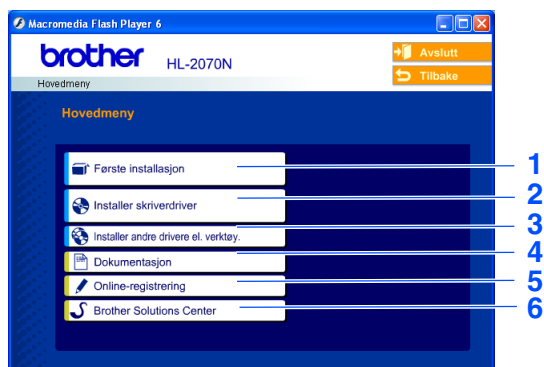 Macromedia Flash Player 6
brother HL-2070N
Avslutt
Tilbake
Hovedmeny
Hovedmeny
Første installasjon
Installer skriverdriver
Installer andre drivere el. verktøy.
Dokumentasjon
Online-registrering
Brother Solutions Center
1
2
3
4
5
6